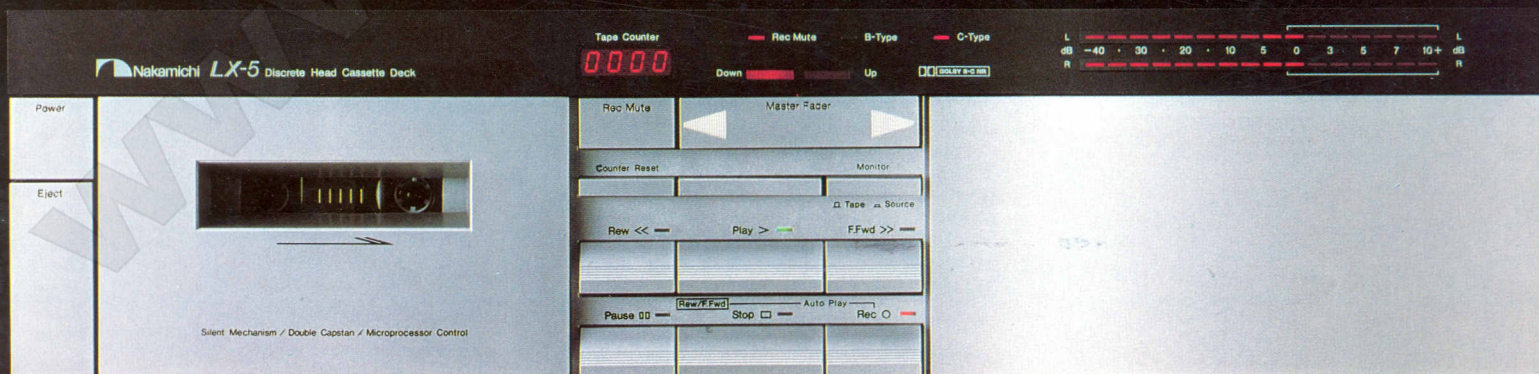 Tape Counter
Rec Mute
B-Type
C-Type
L
L
dB -40 · 30 · 20 · 10 5 0 3 5 7 10+ dB
R
R
0000
Down
Up
DOLBY B-C NR
Nakamichi LX-5 Discrete Head Cassette Deck
Power
Eject
Rec Mute
Master Fader
Counter Reset
Monitor
Tape
Source
Rew <<
Play >
F.Fwd >>
Rew/F.Fwd
Auto Play
Pause
Stop
Rec
Silent Mechanism / Double Capstan / Microprocessor Control